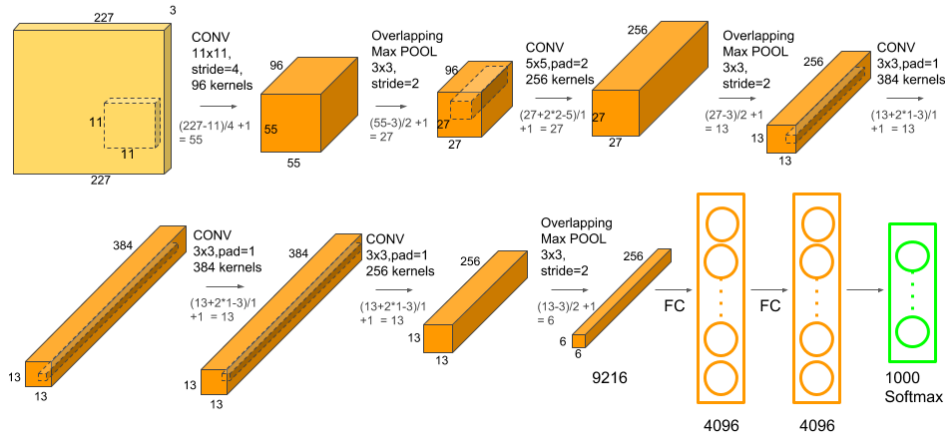 227
3
11
11
227
CONV
11x11,
stride=4,
96 kernels
(227-11)/4 +1
= 55
96
55
55
Overlapping
Max POOL
3x3,
stride=2
(55-3)/2 +1
= 27
96
27
27
CONV
5x5,pad=2
256 kernels
(27+2*2-5)/1
+1 = 27
256
27
27
Overlapping
Max POOL
3x3,
stride=2
(27-3)/2 +1
= 13
256
13
13
CONV
3x3,pad=1
384 kernels
(13+2*1-3)/1
+1 = 13
384
13
13
CONV
3x3,pad=1
384 kernels
(13+2*1-3)/1
+1 = 13
384
13
13
CONV
3x3,pad=1
256 kernels
(13+2*1-3)/1
+1 = 13
256
13
13
Overlapping
Max POOL
3x3,
stride=2
(13-3)/2 +1
= 6
256
6
6
9216
FC
4096
FC
4096
1000
Softmax